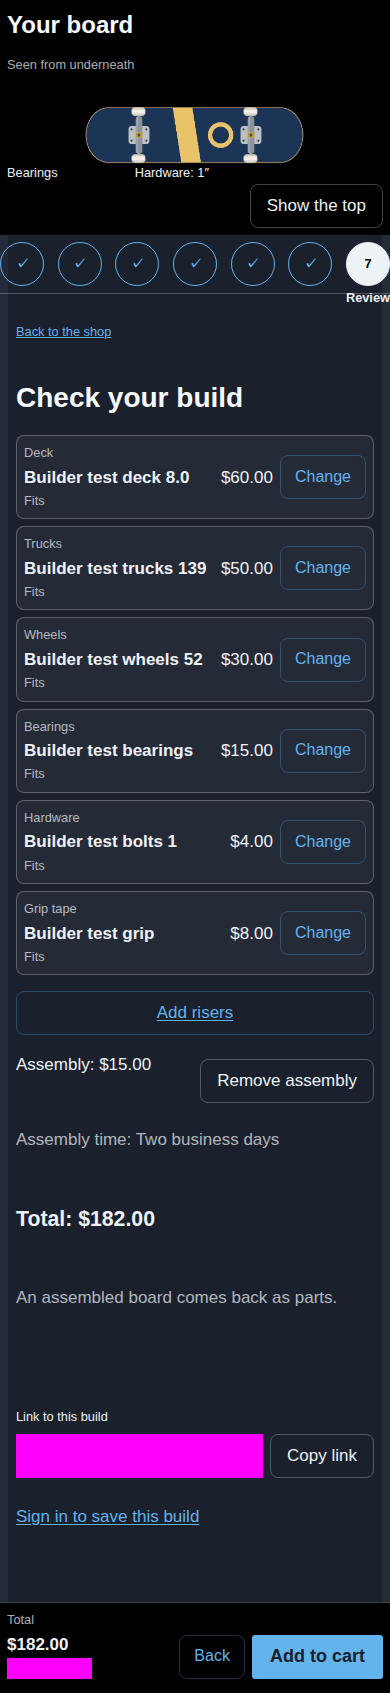 Your board
Seen from underneath
Bearings
Hardware: 1″
Show the top
✓ ✓ ✓ ✓ ✓ ✓ 7
Review
Back to the shop
Check your build
Deck
Builder test deck 8.0 $60.00 Change
Fits
Trucks
Builder test trucks 139 $50.00 Change
Fits
Wheels
Builder test wheels 52 $30.00 Change
Fits
Bearings
Builder test bearings $15.00 Change
Fits
Hardware
Builder test bolts 1 $4.00 Change
Fits
Grip tape
Builder test grip $8.00 Change
Fits
Add risers
Assembly: $15.00
Remove assembly
Assembly time: Two business days
Total: $182.00
An assembled board comes back as parts.
Link to this build
Copy link
Sign in to save this build
Total
$182.00
Back
Add to cart